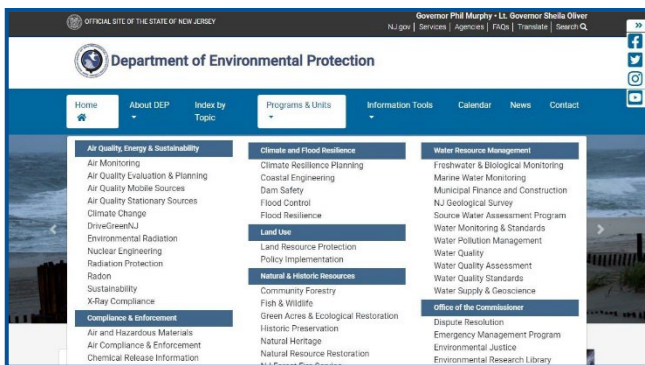 OFFICIAL SITE OF THE STATE OF NEW JERSEY
Governor Phil Murphy • Lt. Governor Sheila Oliver
NJ.gov | Services | Agencies | FAQs | Translate | Search
Department of Environmental Protection
Home
About DEP
Index by Topic
Programs & Units
Information Tools
Calendar
News
Contact
Air Quality, Energy & Sustainability
Air Monitoring
Air Quality Evaluation & Planning
Air Quality Mobile Sources
Air Quality Stationary Sources
Climate Change
DriveGreenNJ
Environmental Radiation
Nuclear Engineering
Radiation Protection
Radon
Sustainability
X-Ray Compliance
Compliance & Enforcement
Air and Hazardous Materials
Air Compliance & Enforcement
Chemical Release Information
Climate and Flood Resilience
Climate Resilience Planning
Coastal Engineering
Dam Safety
Flood Control
Flood Resilience
Land Use
Land Resource Protection
Policy Implementation
Natural & Historic Resources
Community Forestry
Fish & Wildlife
Green Acres & Ecological Restoration
Historic Preservation
Natural Heritage
Natural Resource Restoration
NJ Forest Fire Service
Water Resource Management
Freshwater & Biological Monitoring
Marine Water Monitoring
Municipal Finance and Construction
NJ Geological Survey
Source Water Assessment Program
Water Monitoring & Standards
Water Pollution Management
Water Quality
Water Quality Assessment
Water Quality Standards
Water Supply & Geoscience
Office of the Commissioner
Dispute Resolution
Emergency Management Program
Environmental Justice
Environmental Research Library